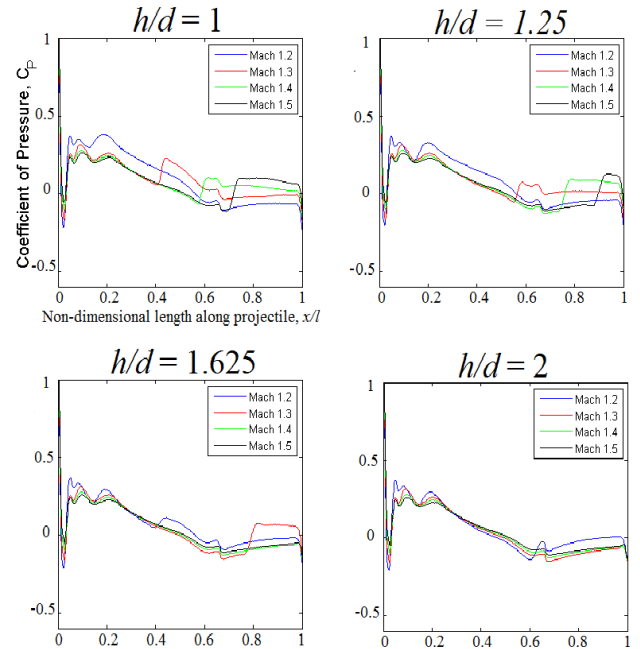 h/d = 1
1
0.5
0
-0.5
Coefficient of Pressure, C_P
Mach 1.2
Mach 1.3
Mach 1.4
Mach 1.5
0 0.2 0.4 0.6 0.8 1
Non-dimensional length along projectile, x/l
h/d = 1.25
1
0.5
0
-0.5
Mach 1.2
Mach 1.3
Mach 1.4
Mach 1.5
0 0.2 0.4 0.6 0.8 1
h/d = 1.625
1
0.5
0
-0.5
Mach 1.2
Mach 1.3
Mach 1.4
Mach 1.5
0 0.2 0.4 0.6 0.8 1
h/d = 2
1
0.5
0
-0.5
Mach 1.2
Mach 1.3
Mach 1.4
Mach 1.5
0 0.2 0.4 0.6 0.8 1